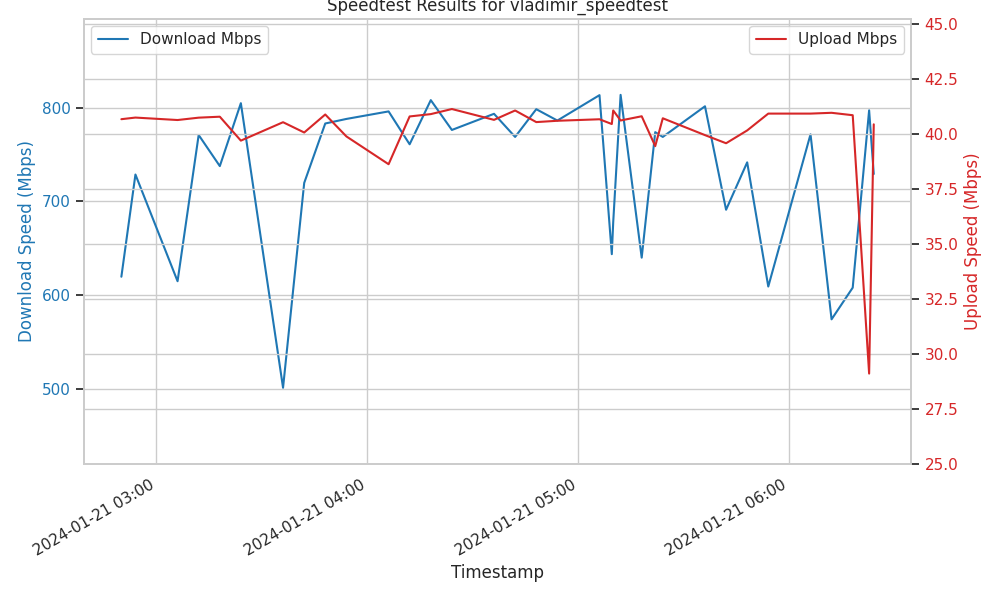 Speedtest Results for vladimir_speedtest
Download Mbps
Upload Mbps
Download Speed (Mbps)
800
700
600
500
45.0
42.5
40.0
37.5
35.0
32.5
30.0
27.5
25.0
Upload Speed (Mbps)
2024-01-21 03:00
2024-01-21 04:00
2024-01-21 05:00
2024-01-21 06:00
Timestamp